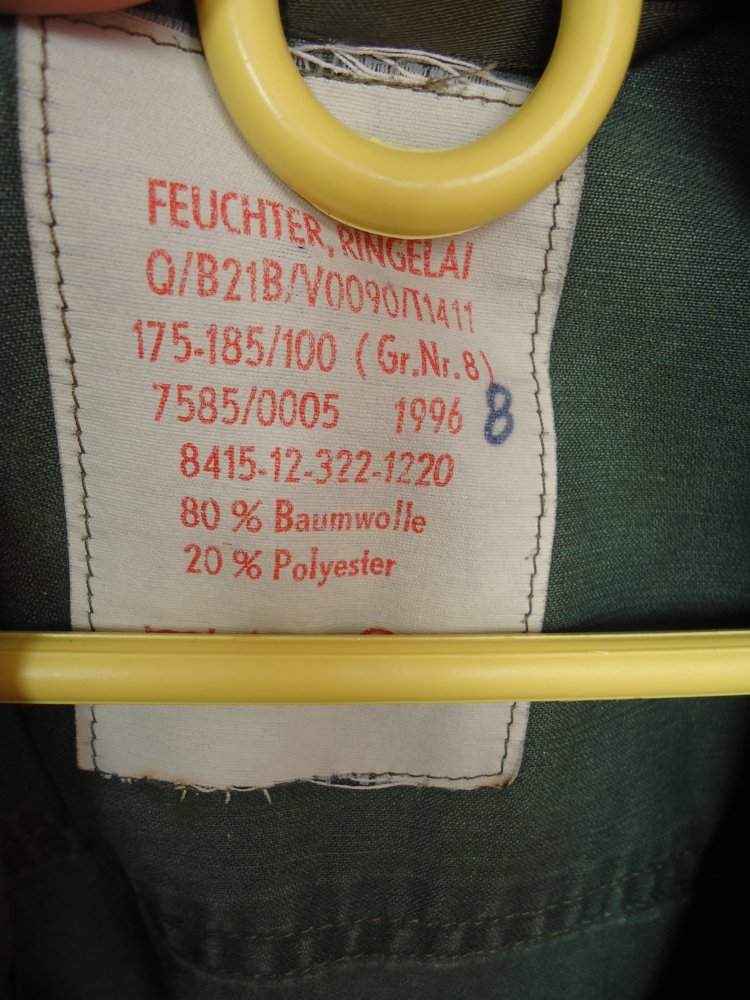 FEUCHTER, RINGELAI
Q/B21B/V0090/T1411
175-185/100 (Gr.Nr.8)
7585/0005 1996 8
8415-12-322-1220
80 % Baumwolle
20 % Polyester